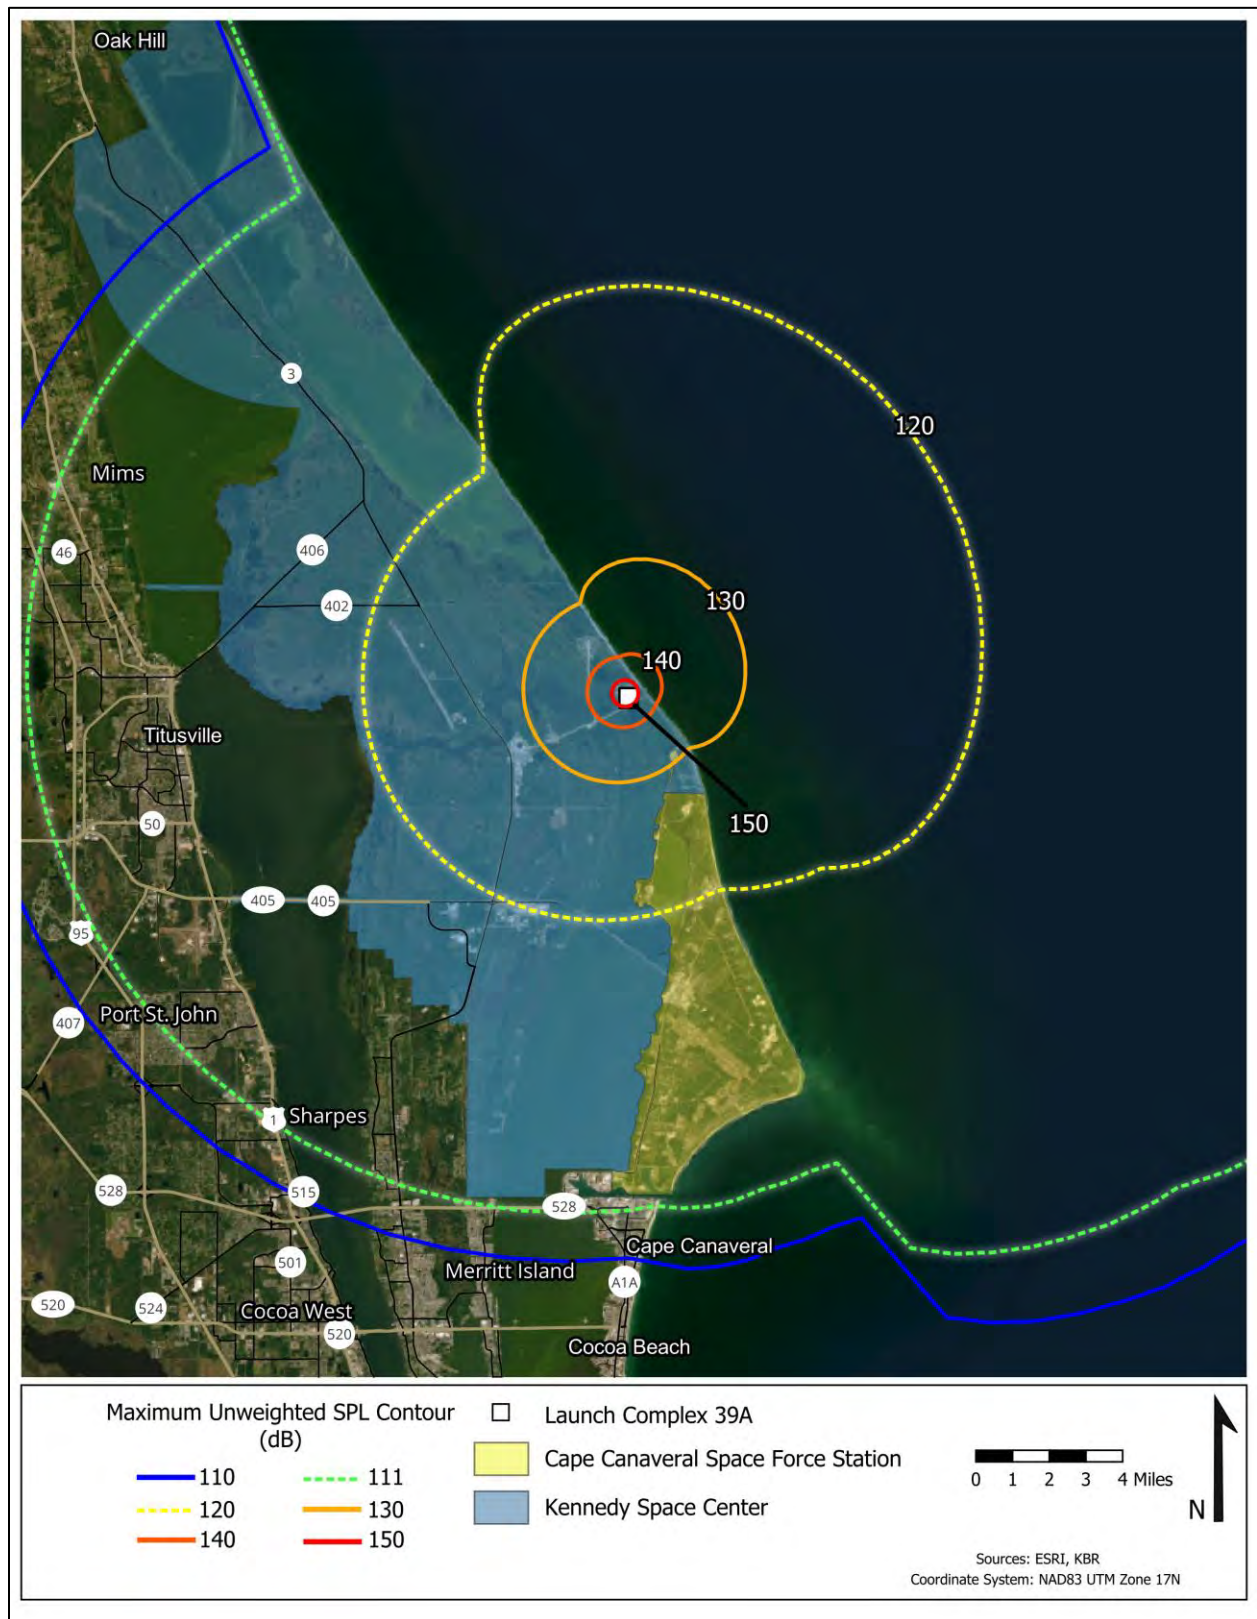 Oak Hill
3
120
Mims
46
406
402
130
140
Titusville
150
50
405
405
95
Port St. John
407
1
Sharpes
528
515
528
Cape Canaveral
501
Merritt Island
A1A
520
524
Cocoa West
520
Cocoa Beach
Maximum Unweighted SPL Contour
(dB)
110
111
120
130
140
150
Launch Complex 39A
Cape Canaveral Space Force Station
Kennedy Space Center
0 1 2 3 4 Miles
N
Sources: ESRI, KBR
Coordinate System: NAD83 UTM Zone 17N